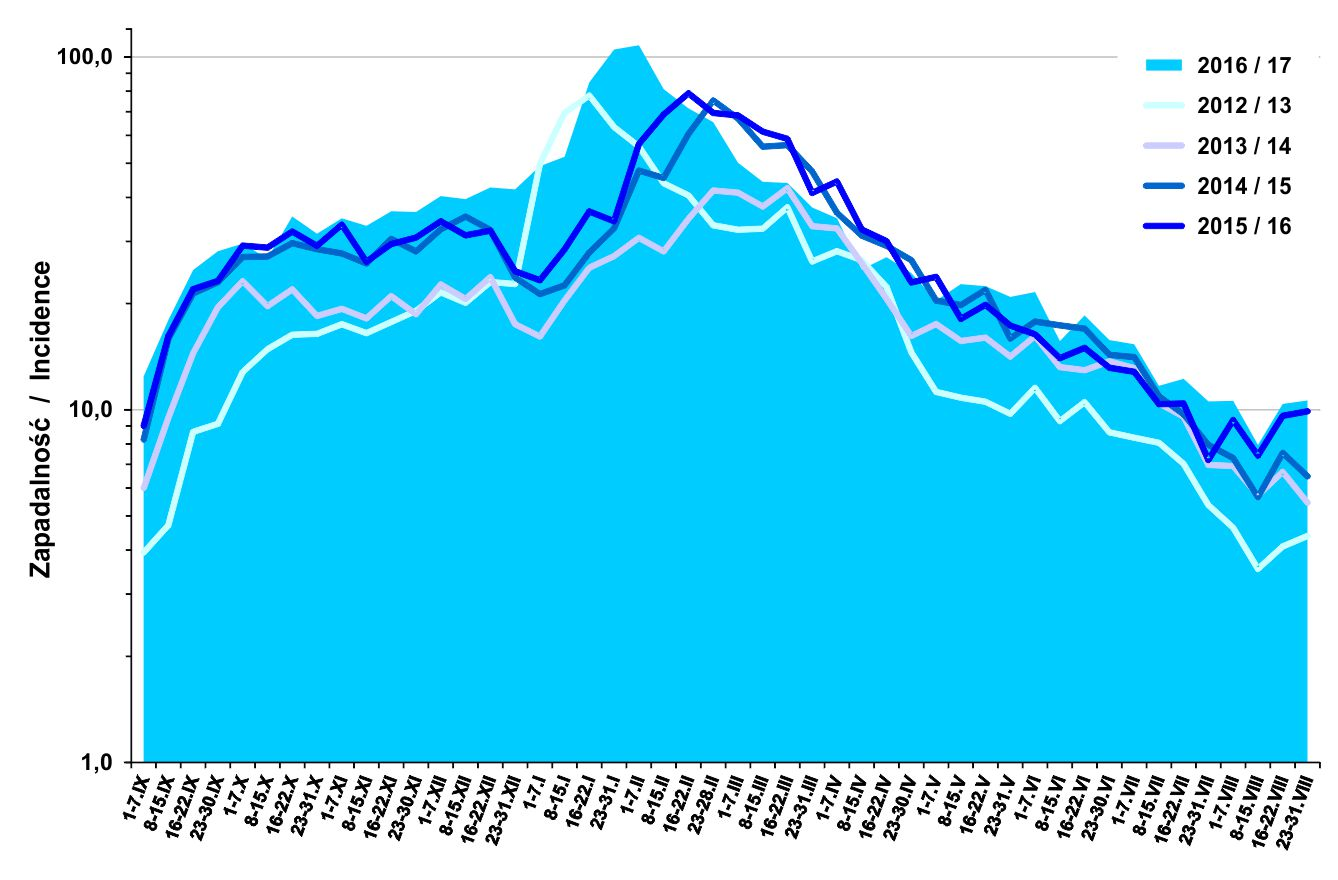 100,0
10,0
1,0
Zapadalność / Incidence
2016 / 17
2012 / 13
2013 / 14
2014 / 15
2015 / 16
1-7.IX
8-15.IX
16-22.IX
23-30.IX
1-7.X
8-15.X
16-22.X
23-31.X
1-7.XI
8-15.XI
16-22.XI
23-30.XI
1-7.XII
8-15.XII
16-22.XII
23-31.XII
1-7.I
8-15.I
16-22.I
23-31.I
1-7.II
8-15.II
16-22.II
23-28.II
1-7.III
8-15.III
16-22.III
23-31.III
1-7.IV
8-15.IV
16-22.IV
23-30.IV
1-7.V
8-15.V
16-22.V
23-31.V
1-7.VI
8-15.VI
16-22.VI
23-30.VI
1-7.VII
8-15.VII
16-22.VII
23-31.VII
1-7.VIII
8-15.VIII
16-22.VIII
23-31.VIII